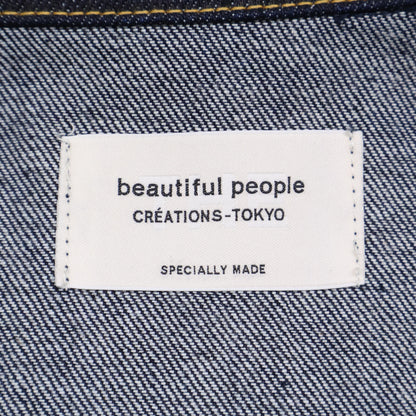 beautiful people
CRÉATIONS-TOKYO
SPECIALLY MADE